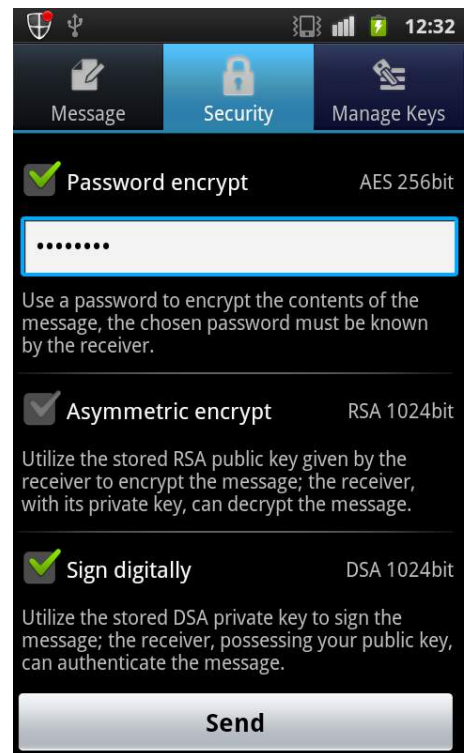 12:32
Message Security Manage Keys
Password encrypt AES 256bit
••••••••
Use a password to encrypt the contents of the
message, the chosen password must be known
by the receiver.
Asymmetric encrypt RSA 1024bit
Utilize the stored RSA public key given by the
receiver to encrypt the message; the receiver,
with its private key, can decrypt the message.
Sign digitally DSA 1024bit
Utilize the stored DSA private key to sign the
message; the receiver, possessing your public key,
can authenticate the message.
Send